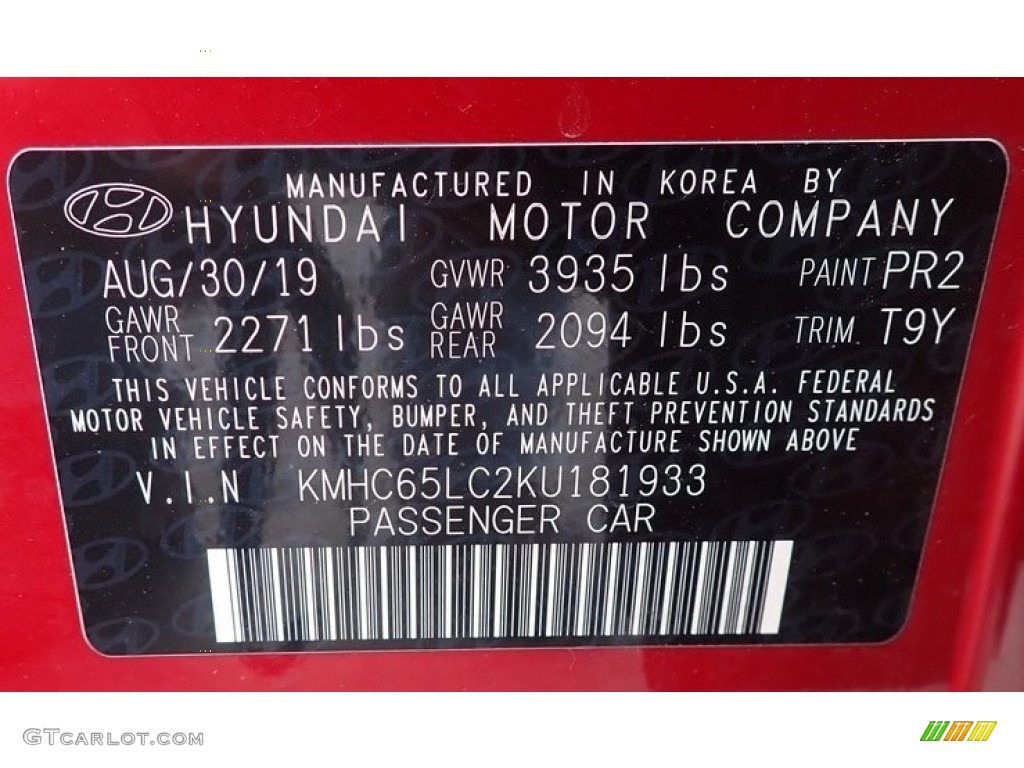 MANUFACTURED IN KOREA BY
HYUNDAI MOTOR COMPANY
AUG/30/19 GVWR 3935 lbs PAINT PR2
GAWR FRONT 2271 lbs GAWR REAR 2094 lbs TRIM T9Y
THIS VEHICLE CONFORMS TO ALL APPLICABLE U.S.A. FEDERAL
MOTOR VEHICLE SAFETY, BUMPER, AND THEFT PREVENTION STANDARDS
IN EFFECT ON THE DATE OF MANUFACTURE SHOWN ABOVE
V.I.N KMHC65LC2KU181933
PASSENGER CAR
GTCARLOT.COM